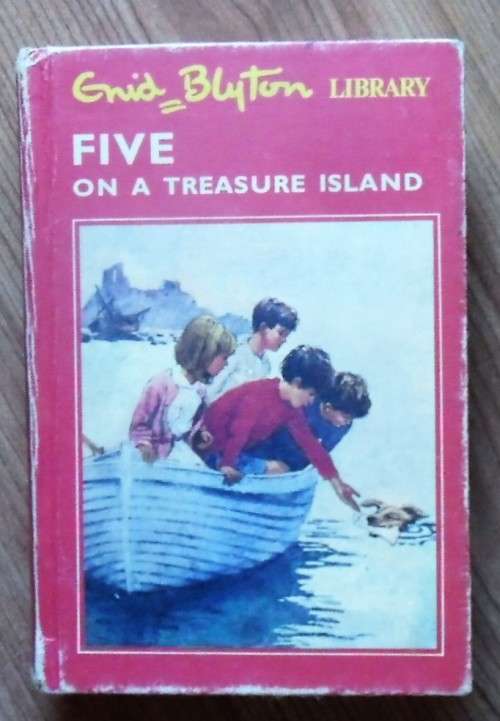 Enid Blyton LIBRARY
FIVE
ON A TREASURE ISLAND